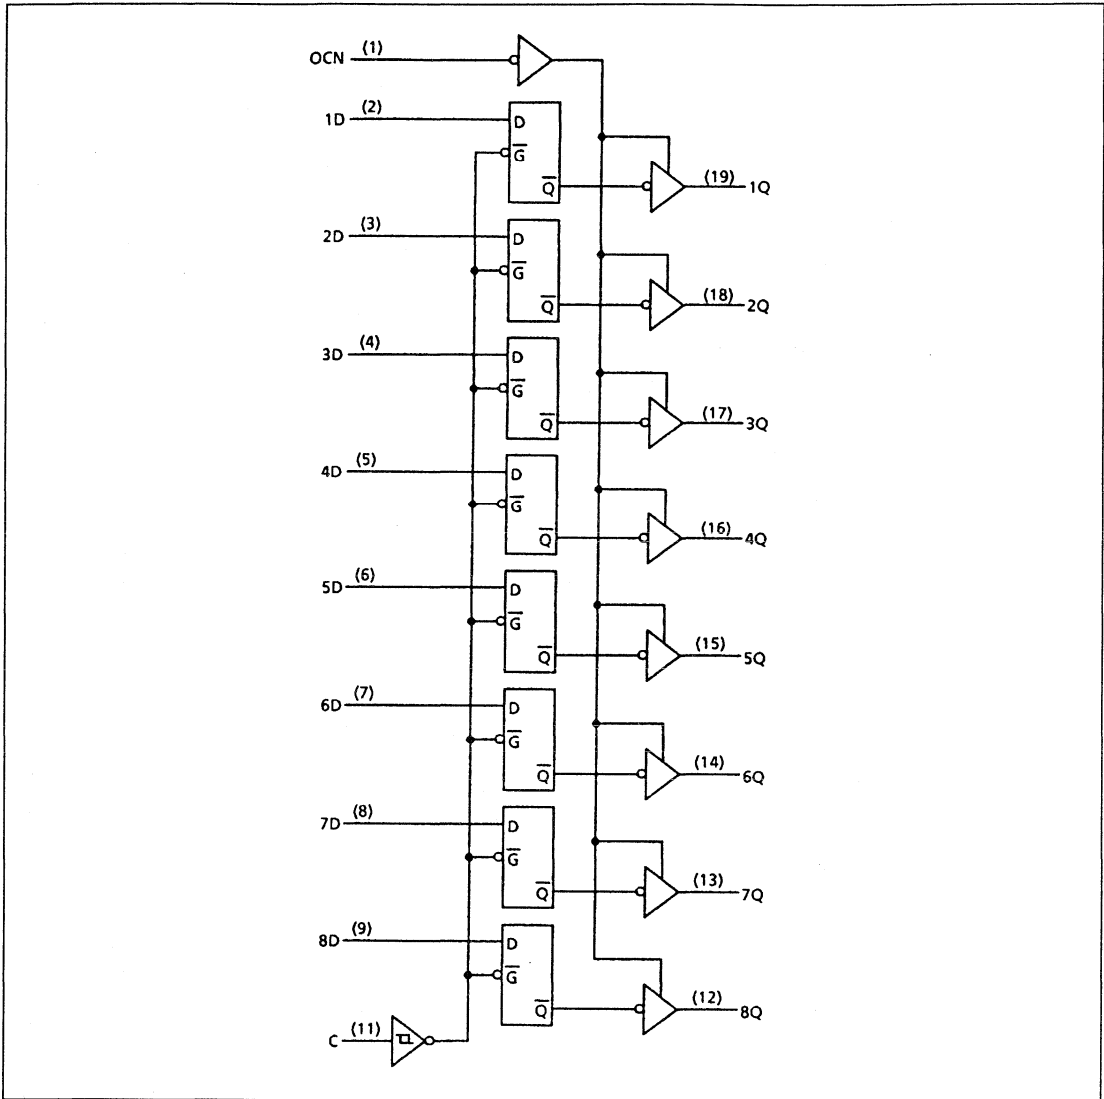 OCN (1)
1D (2) D
G̅
Q̅ (19) 1Q
2D (3) D
G̅
Q̅ (18) 2Q
3D (4) D
G̅
Q̅ (17) 3Q
4D (5) D
G̅
Q̅ (16) 4Q
5D (6) D
G̅
Q̅ (15) 5Q
6D (7) D
G̅
Q̅ (14) 6Q
7D (8) D
G̅
Q̅ (13) 7Q
8D (9) D
G̅
Q̅ (12) 8Q
C (11)